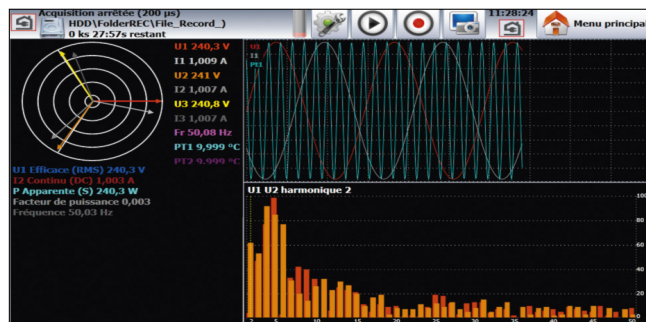 Acquisition arrêtée (200 µs)
HDD\FolderREC\File_Record_)
0 ks 27:57s restant
11:28:24
Menu principal
U1 240,3 V
I1 1,009 A
U2 241 V
I2 1,007 A
U3 240,8 V
I3 1,007 A
Fr 50,08 Hz
PT1 9,999 °C
PT2 9,999 °C
U1 Efficace (RMS) 240,3 V
I2 Continu (DC) 1,003 A
P Apparente (S) 240,3 W
Facteur de puissance 0,003
Fréquence 50,03 Hz
U1
I1
PT1
U1 U2 harmonique 2
100
80
60
40
20
0
2 5 10 15 20 25 30 35 40 45 50